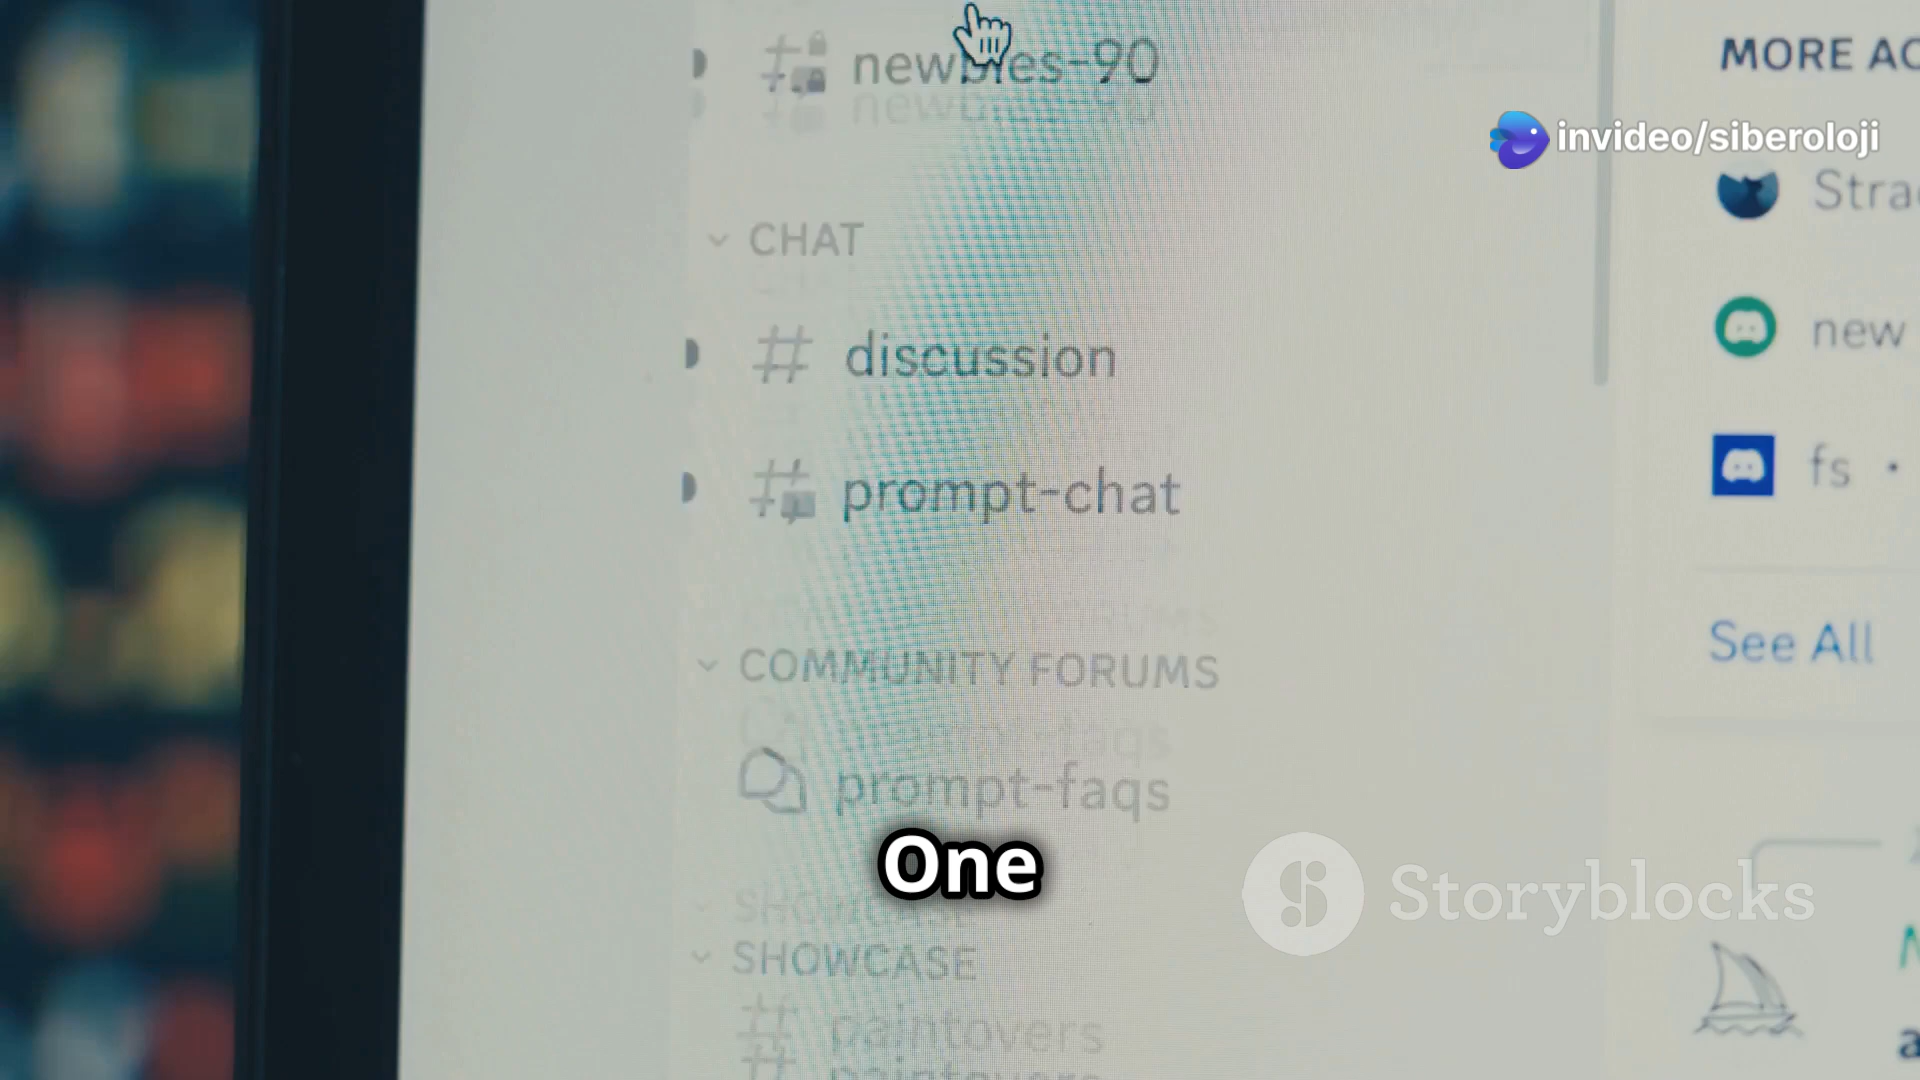 newbies-90
MORE AC
invideo/siberoloji
Stra
CHAT
discussion
new
prompt-chat
fs •
See All
COMMUNITY FORUMS
prompt-faqs
One
Storyblocks
SHOWCASE
paintovers